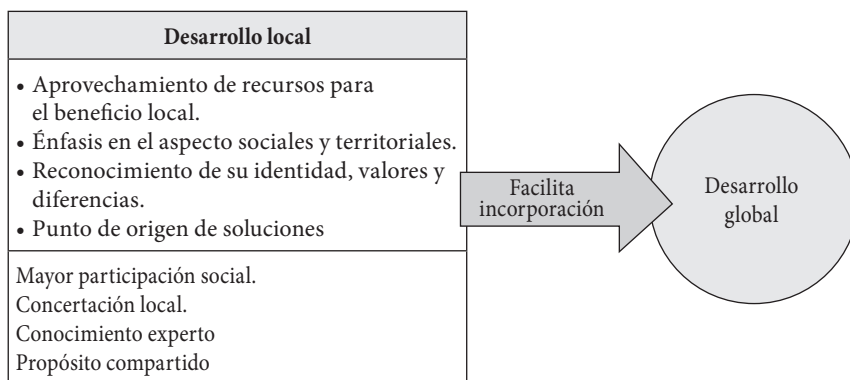 Desarrollo local
• Aprovechamiento de recursos para
el beneficio local.
• Énfasis en el aspecto sociales y territoriales.
• Reconocimiento de su identidad, valores y
diferencias.
• Punto de origen de soluciones
Mayor participación social.
Concertación local.
Conocimiento experto
Propósito compartido
Facilita
incorporación
Desarrollo
global